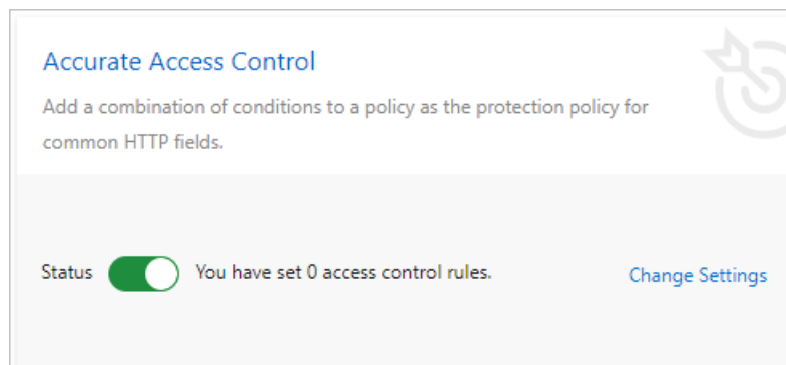 Accurate Access Control
Add a combination of conditions to a policy as the protection policy for
common HTTP fields.
Status You have set 0 access control rules. Change Settings